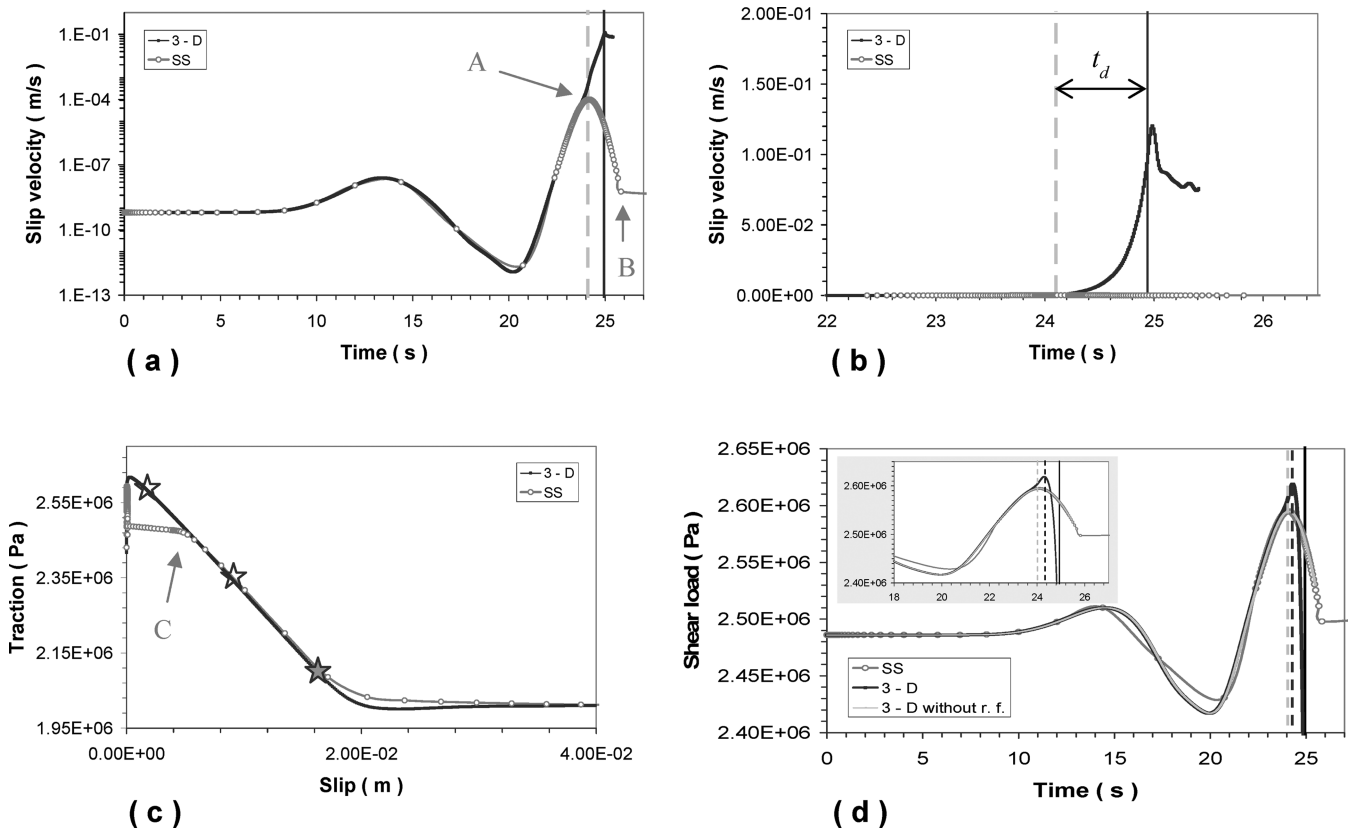 1.E-01
1.E-04
1.E-07
1.E-10
1.E-13
Slip velocity ( m/s )
3 - D
SS
A
B
0 5 10 15 20 25
Time ( s )
( a )
2.00E-01
1.50E-01
1.00E-01
5.00E-02
0.00E+00
Slip velocity ( m/s )
3 - D
SS
t_d
22 23 24 25 26
Time ( s )
( b )
2.55E+06
2.35E+06
2.15E+06
1.95E+06
Traction ( Pa )
3 - D
SS
C
0.00E+00 2.00E-02 4.00E-02
Slip ( m )
( c )
2.65E+06
2.60E+06
2.55E+06
2.50E+06
2.45E+06
2.40E+06
Shear load ( Pa )
2.60E+06
2.50E+06
2.40E+06
18 20 22 24 26
SS
3 - D
3 - D without r. f.
0 5 10 15 20 25
Time ( s )
( d )